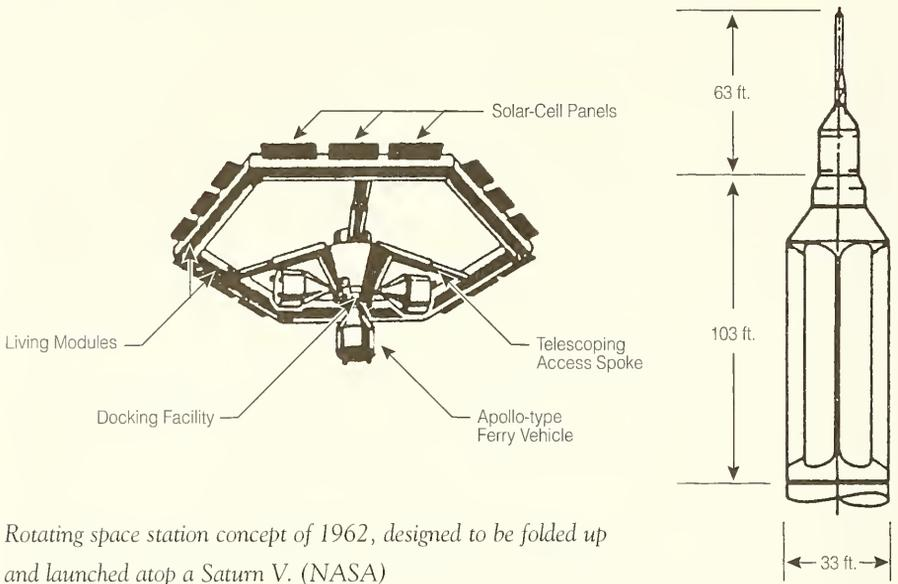 63 ft.
Solar-Cell Panels
103 ft.
Living Modules
Telescoping
Access Spoke
Docking Facility
Apollo-type
Ferry Vehicle
Rotating space station concept of 1962, designed to be folded up
and launched atop a Saturn V. (NASA)
33 ft.